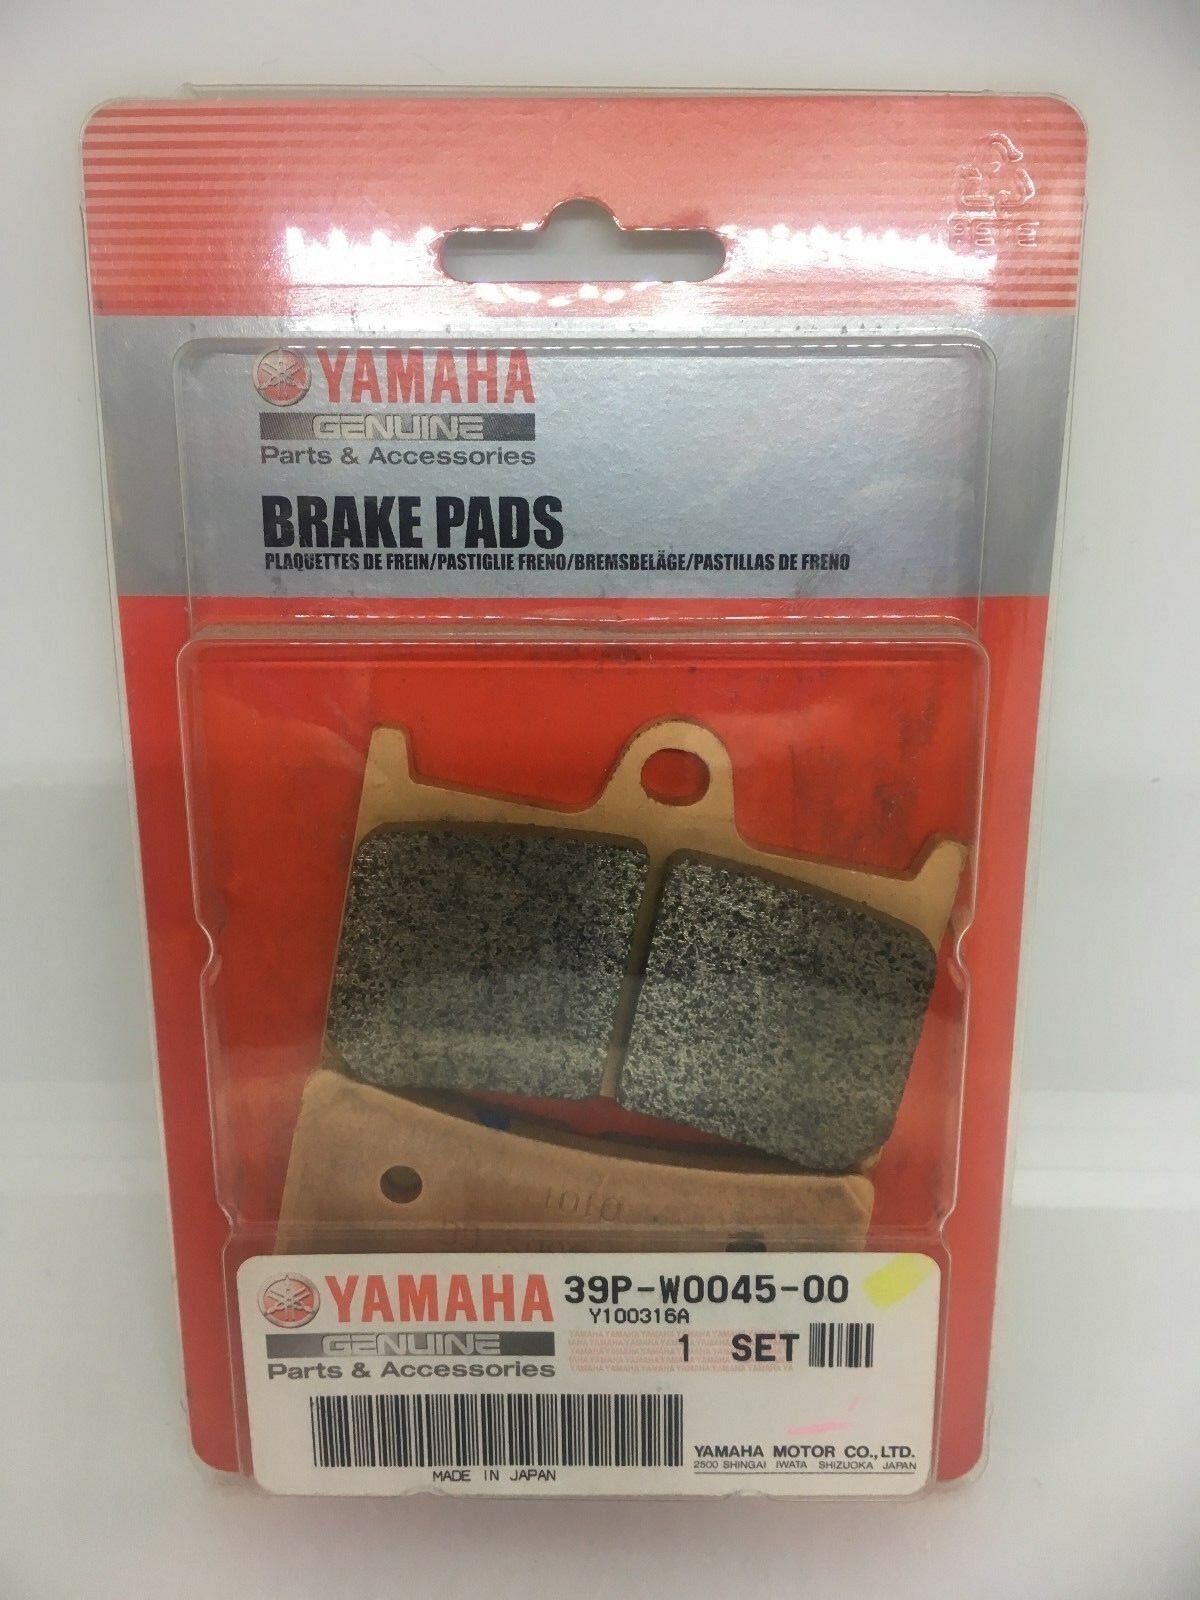 YAMAHA
GENUINE
Parts & Accessories
BRAKE PADS
PLAQUETTES DE FREIN/PASTIGLIE FRENO/BREMSBELÄGE/PASTILLAS DE FRENO
1010
YAMAHA
GENUINE
Parts & Accessories
39P-W0045-00
Y100316A
1 SET
MADE IN JAPAN
YAMAHA MOTOR CO.,LTD.
2500 SHINGAI IWATA SHIZUOKA JAPAN